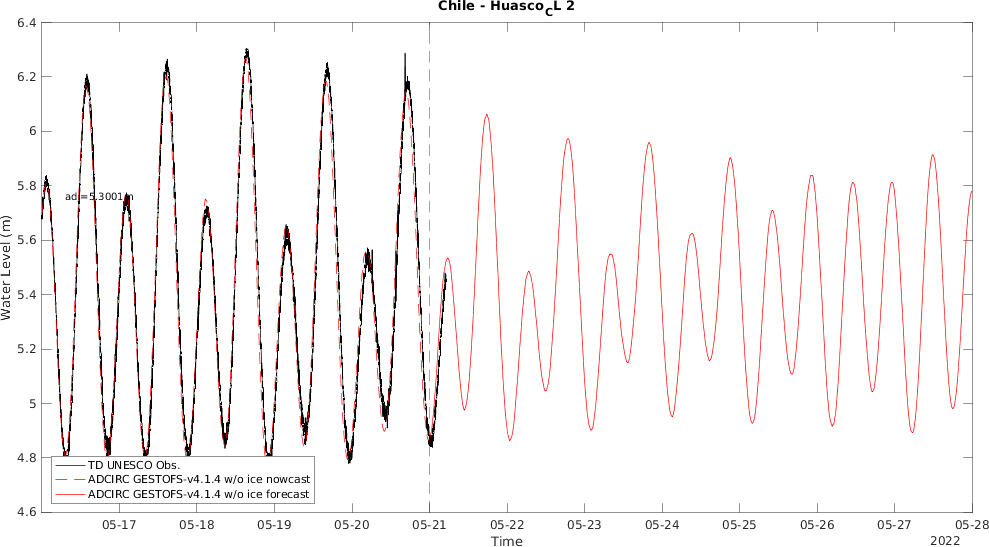 Chile - Huasco_CL 2
6.4
6.2
6
5.8
5.6
5.4
5.2
5
4.8
4.6
Water Level (m)
TD UNESCO Obs.
ADCIRC GESTOFS-v4.1.4 w/o ice nowcast
ADCIRC GESTOFS-v4.1.4 w/o ice forecast
05-17 05-18 05-19 05-20 05-21 05-22 05-23 05-24 05-25 05-26 05-27 05-28
Time
2022